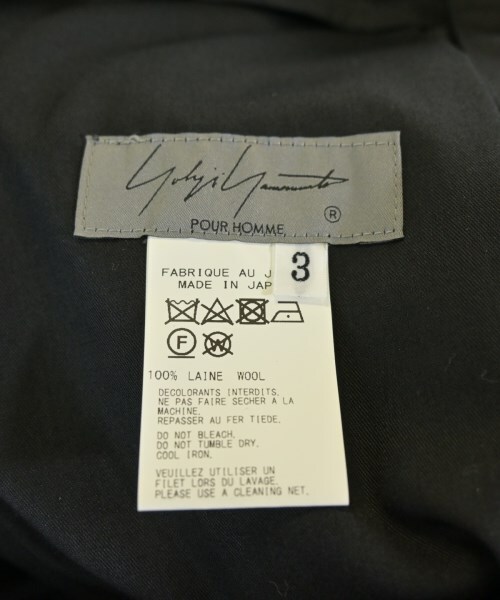 Yohji Yamamoto
®
POUR HOMME
3
FABRIQUE AU J
MADE IN JAP
F
W
100% LAINE WOOL
DECOLORANTS INTERDITS.
NE PAS FAIRE SECHER A LA
MACHINE.
REPASSER AU FER TIEDE.
DO NOT BLEACH.
DO NOT TUMBLE DRY.
COOL IRON.
VEUILLEZ UTILISER UN
FILET LORS DU LAVAGE.
PLEASE USE A CLEANING NET.